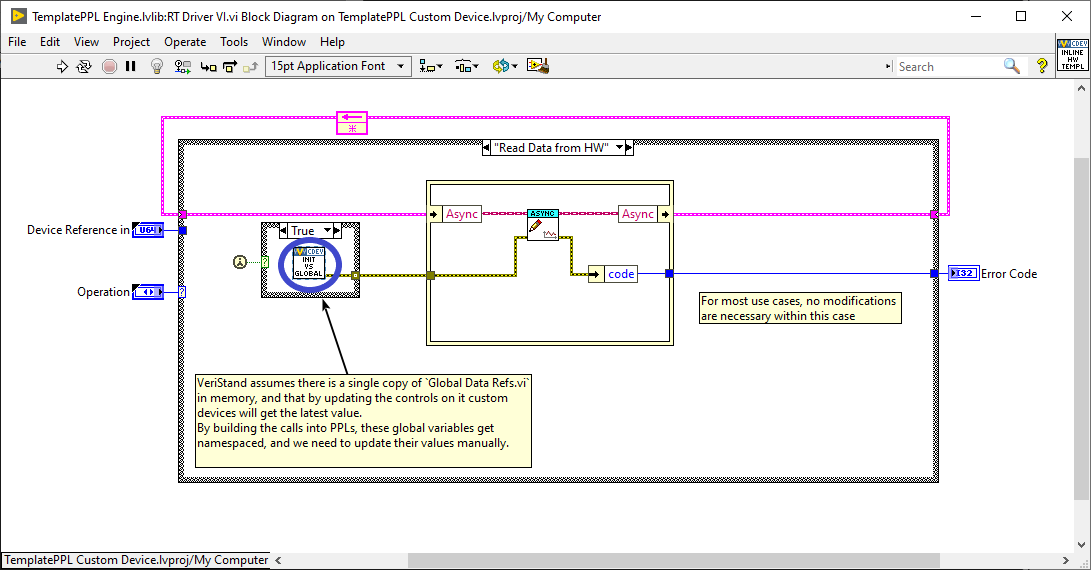 TemplatePPL Engine.lvlib:RT Driver VI.vi Block Diagram on TemplatePPL Custom Device.lvproj/My Computer
File Edit View Project Operate Tools Window Help
15pt Application Font
Search
CDEV
INLINE
HW
TEMPL
"Read Data from HW"
Async
ASYNC
Async
Device Reference in
U64
True
CDEV
INIT
VS
GLOBAL
code
I32
Error Code
Operation
For most use cases, no modifications
are necessary within this case
VeriStand assumes there is a single copy of `Global Data Refs.vi`
in memory, and that by updating the controls on it custom
devices will get the latest value.
By building the calls into PPLs, these global variables get
namespaced, and we need to update their values manually.
TemplatePPL Custom Device.lvproj/My Computer